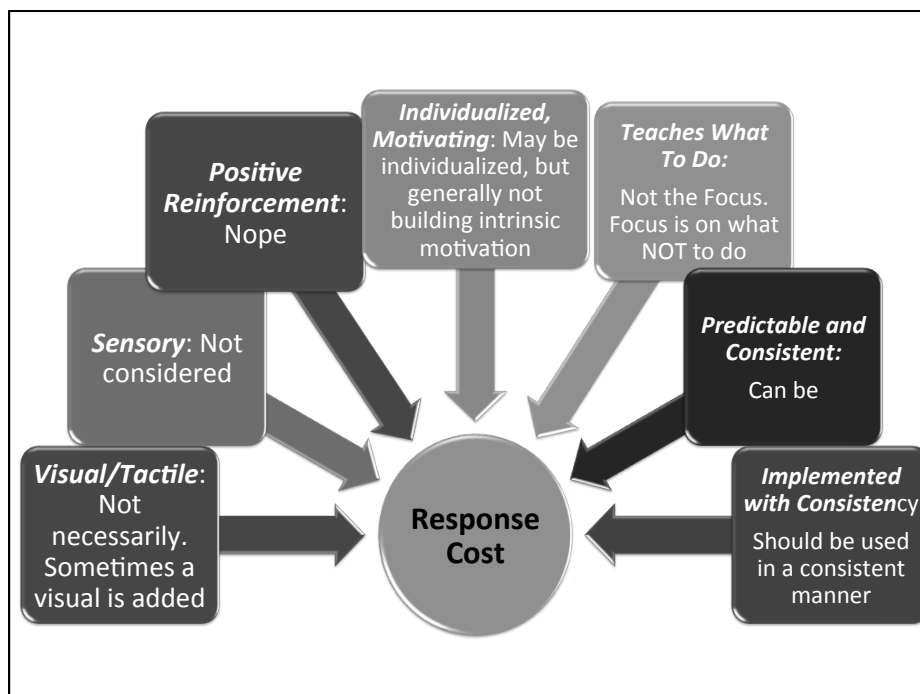 Visual/Tactile:
Not
necessarily.
Sometimes a
visual is added
Sensory: Not
considered
Positive
Reinforcement:
Nope
Individualized,
Motivating: May be
individualized, but
generally not
building intrinsic
motivation
Teaches What
To Do:
Not the Focus.
Focus is on what
NOT to do
Predictable and
Consistent:
Can be
Implemented
with Consistency
Should be used
in a consistent
manner
Response
Cost